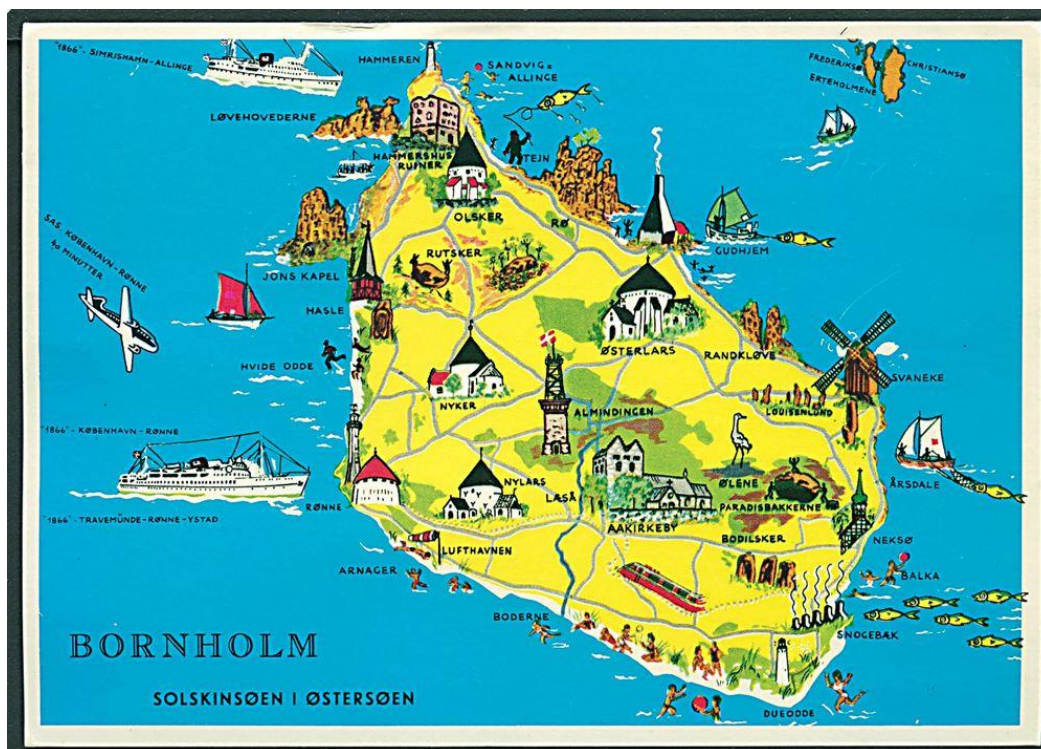 "1866" - SIMRISHAMN-ALLINGE
HAMMEREN
SANDVIG =
ALLINGE
FREDERIKSØ
CHRISTIANSØ
ERTEHOLMENE
LØVEHOVEDERNE
HAMMERSHUS
RUINER
TEJN
OLSKER
RØ
GUDHJEM
SAS. KØBENHAVN-RØNNE
40 MINUTTER
RUTSKER
JONS KAPEL
HASLE
ØSTERLARS
RANDKLØVE
HVIDE ODDE
SVANEKE
NYKER
ALMINDINGEN
LOUISENLUND
"1866" - KØBENHAVN-RØNNE
NYLARS
ØLENE
ÅRSDALE
LÆSÅ
RØNNE
PARADISBAKKERNE
"1866" - TRAVEMÜNDE-RØNNE-YSTAD
AAKIRKEBY
BODILSKER
NEKSØ
LUFTHAVNEN
ARNAGER
BALKA
BODERNE
SNOGEBÆK
BORNHOLM
SOLSKINSØEN I ØSTERSØEN
DUEODDE